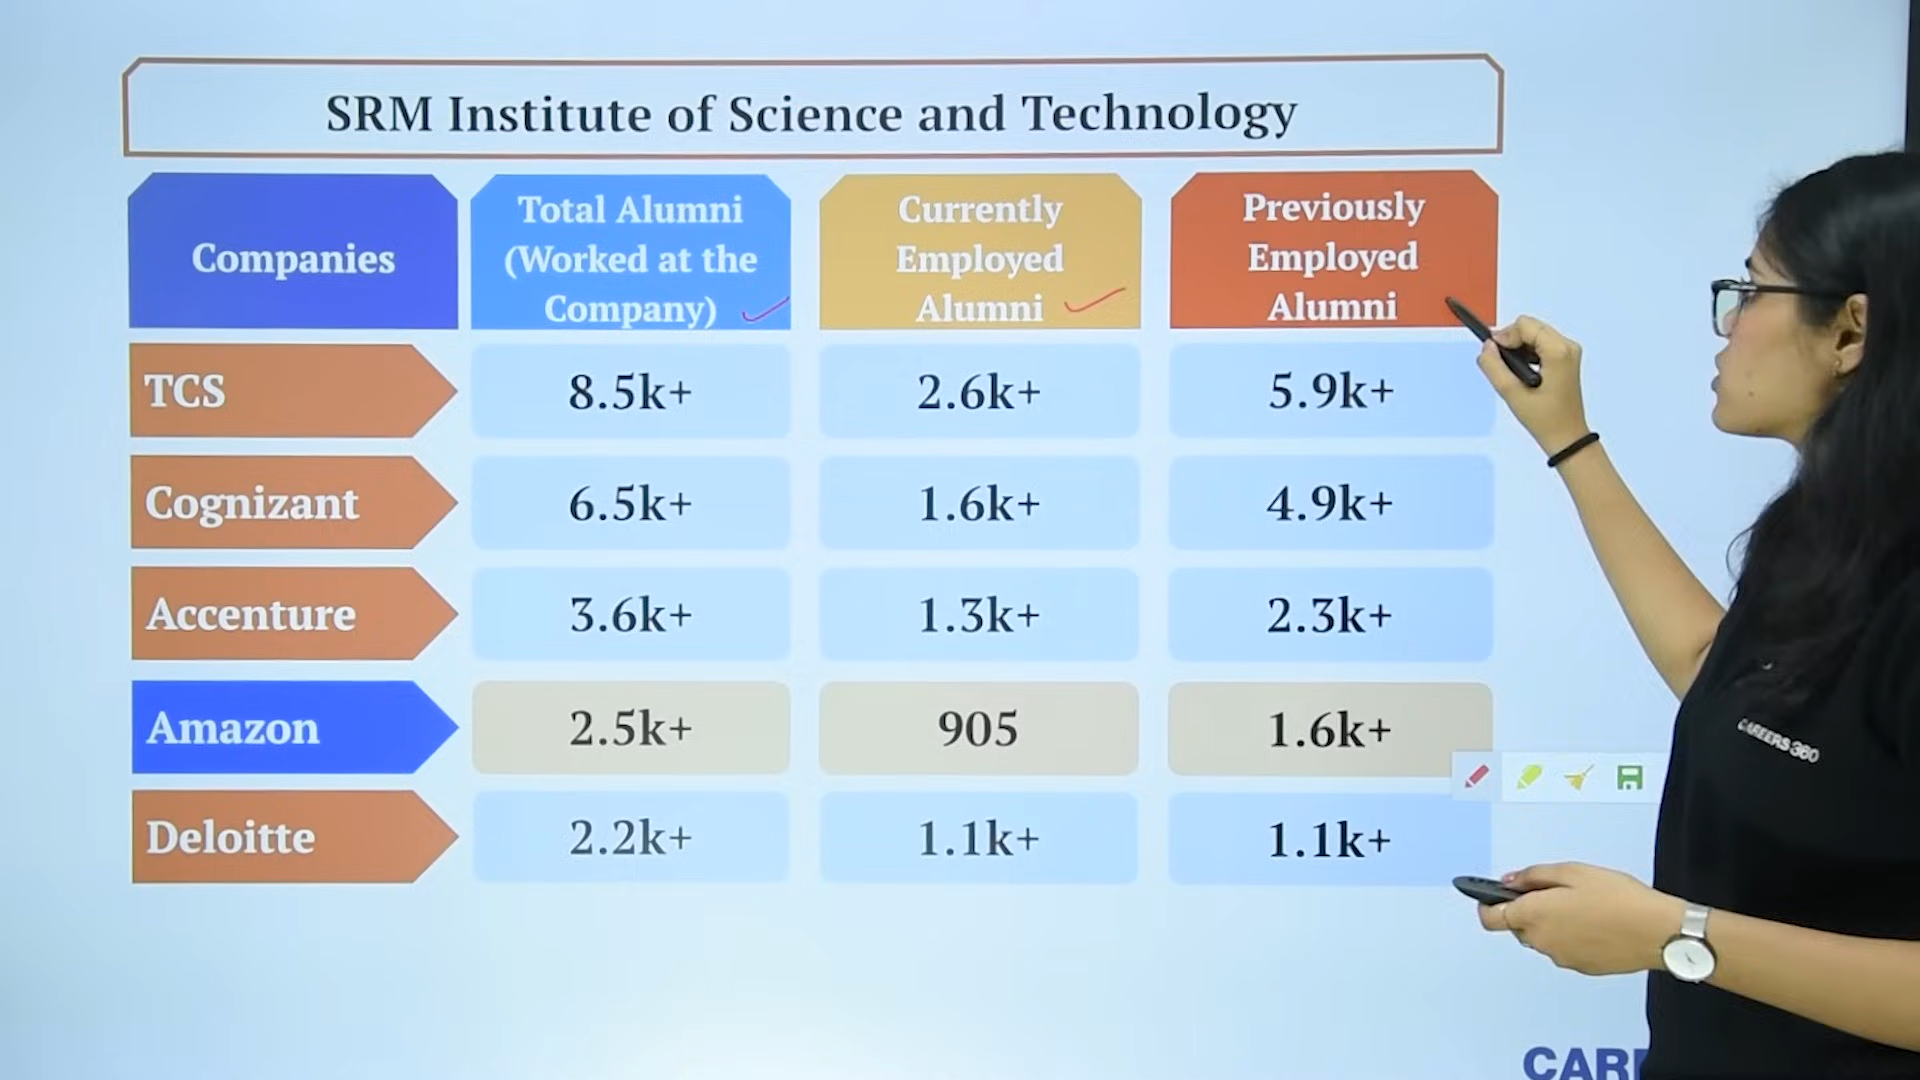 SRM Institute of Science and Technology
Companies
Total Alumni
(Worked at the
Company)
Currently
Employed
Alumni
Previously
Employed
Alumni
TCS
8.5k+
2.6k+
5.9k+
Cognizant
6.5k+
1.6k+
4.9k+
Accenture
3.6k+
1.3k+
2.3k+
Amazon
2.5k+
905
1.6k+
Deloitte
2.2k+
1.1k+
1.1k+
CAREERS 360